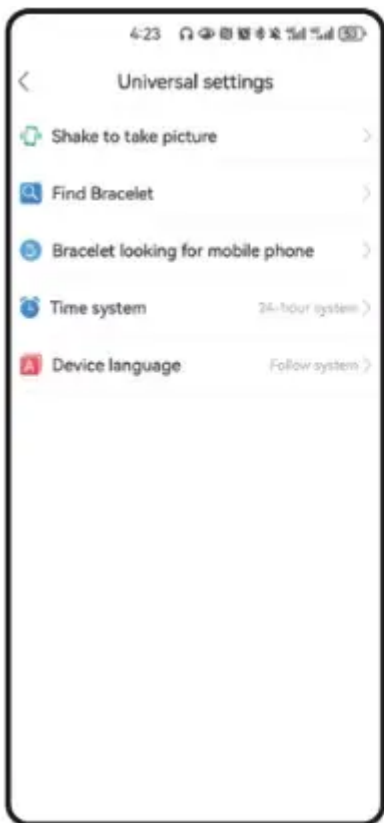 4:23
Universal settings
Shake to take picture
Find Bracelet
Bracelet looking for mobile phone
Time system 24-hour system
Device language Follow system